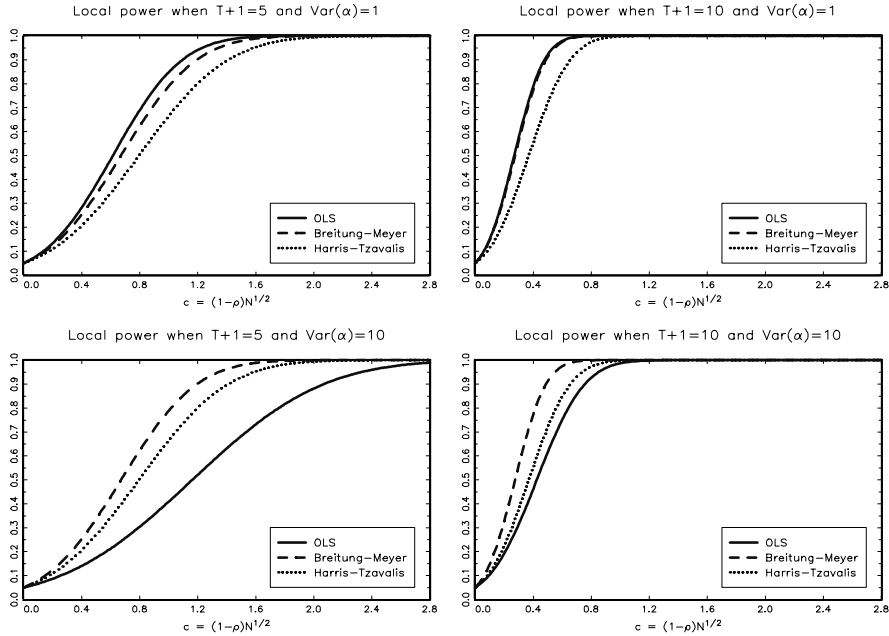 Local power when T+1=5 and Var(α)=1
1.0
0.9
0.8
0.7
0.6
0.5
0.4
0.3
0.2
0.1
0.0
OLS
Breitung-Meyer
Harris-Tzavalis
0.0 0.4 0.8 1.2 1.6 2.0 2.4 2.8
c = (1-ρ)N^1/2
Local power when T+1=10 and Var(α)=1
1.0
0.9
0.8
0.7
0.6
0.5
0.4
0.3
0.2
0.1
0.0
OLS
Breitung-Meyer
Harris-Tzavalis
0.0 0.4 0.8 1.2 1.6 2.0 2.4 2.8
c = (1-ρ)N^1/2
Local power when T+1=5 and Var(α)=10
1.0
0.9
0.8
0.7
0.6
0.5
0.4
0.3
0.2
0.1
0.0
OLS
Breitung-Meyer
Harris-Tzavalis
0.0 0.4 0.8 1.2 1.6 2.0 2.4 2.8
c = (1-ρ)N^1/2
Local power when T+1=10 and Var(α)=10
1.0
0.9
0.8
0.7
0.6
0.5
0.4
0.3
0.2
0.1
0.0
OLS
Breitung-Meyer
Harris-Tzavalis
0.0 0.4 0.8 1.2 1.6 2.0 2.4 2.8
c = (1-ρ)N^1/2